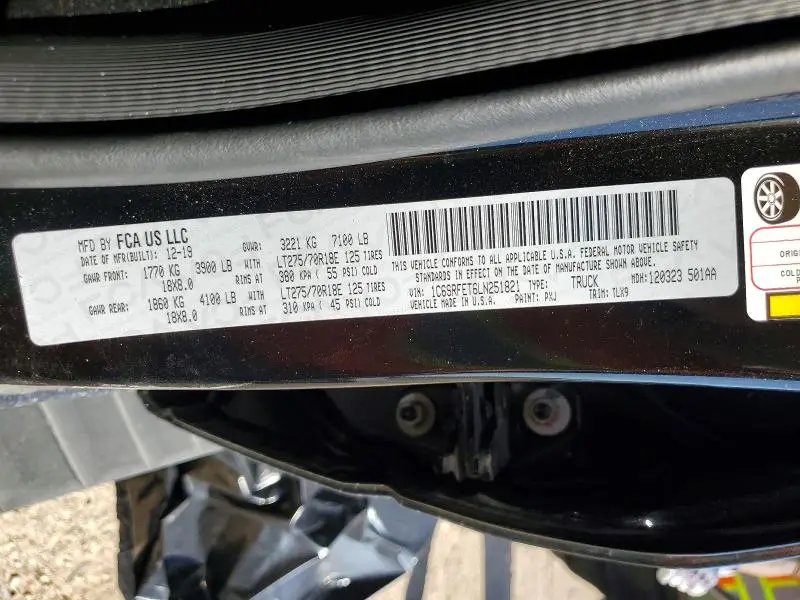 MFD BY FCA US LLC
DATE OF MFR(BUILT): 12-19 GVWR: 3221 KG 7100 LB
GAWR FRONT: 1770 KG 3900 LB LT275/70R18E 125 TIRES
18X8.0 RIMS AT 380 KPA ( 55 PSI) COLD
GAWR REAR: 1860 KG 4100 LB LT275/70R18E 125 TIRES
18X8.0 RIMS AT 310 KPA ( 45 PSI) COLD
THIS VEHICLE CONFORMS TO ALL APPLICABLE U.S.A. FEDERAL MOTOR VEHICLE SAFETY
STANDARDS IN EFFECT ON THE DATE OF MANUFACTURE SHOWN ABOVE.
VIN: 1C6SRFET6LN251821 TYPE: TRUCK MDH: 120323 501AA
VEHICLE MADE IN U.S.A. PAINT: PXJ TRIM: TLX9
ORIGI
COLD